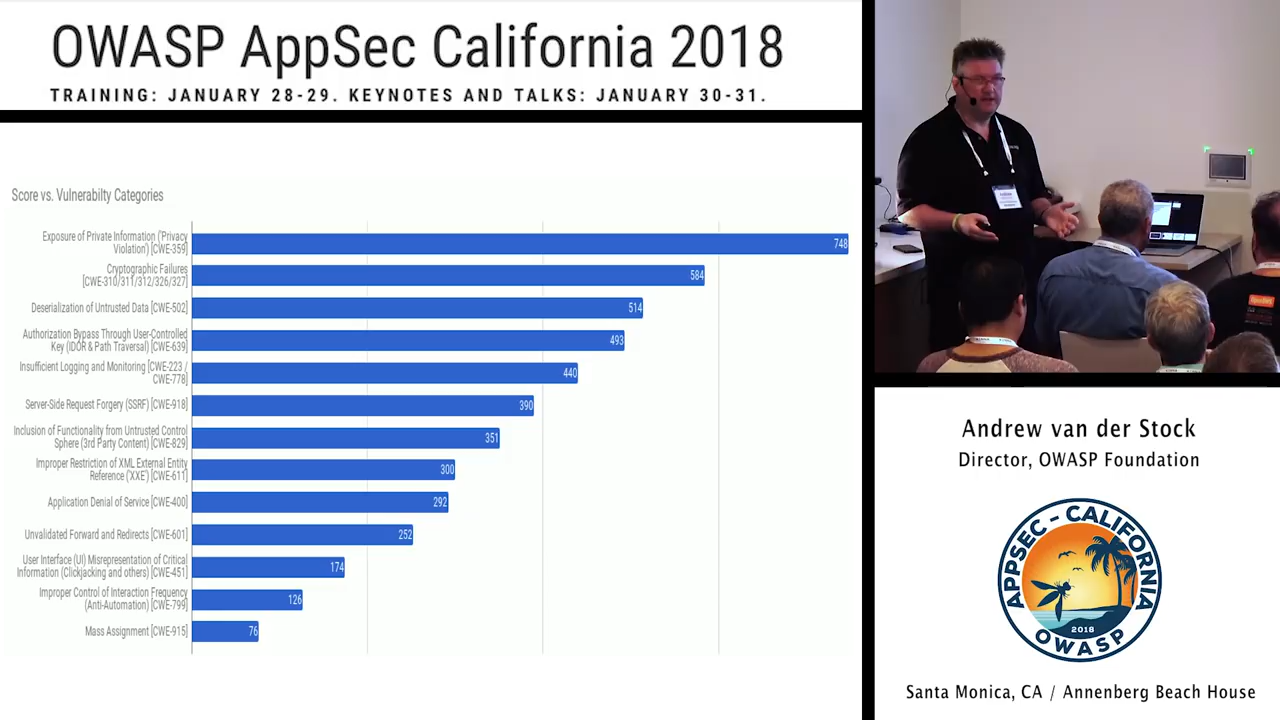 OWASP AppSec California 2018
TRAINING: JANUARY 28-29. KEYNOTES AND TALKS: JANUARY 30-31.
Score vs. Vulnerabilty Categories
Exposure of Private Information ('Privacy
Violation') [CWE-359]
748
Cryptographic Failures
[CWE-310/311/312/326/327]
584
Deserialization of Untrusted Data [CWE-502]
514
Authorization Bypass Through User-Controlled
Key (IDOR & Path Traversal) [CWE-639]
493
Insufficient Logging and Monitoring [CWE-223 /
CWE-778]
440
Server-Side Request Forgery (SSRF) [CWE-918]
390
Inclusion of Functionality from Untrusted Control
Sphere (3rd Party Content) [CWE-829]
351
Improper Restriction of XML External Entity
Reference ('XXE') [CWE-611]
300
Application Denial of Service [CWE-400]
292
Unvalidated Forward and Redirects [CWE-601]
252
User Interface (UI) Misrepresentation of Critical
Information (Clickjacking and others) [CWE-451]
174
Improper Control of Interaction Frequency
(Anti-Automation) [CWE-799]
126
Mass Assignment [CWE-915]
76
Andrew van der Stock
Director, OWASP Foundation
APPSEC - CALIFORNIA
2018
OWASP
Santa Monica, CA / Annenberg Beach House